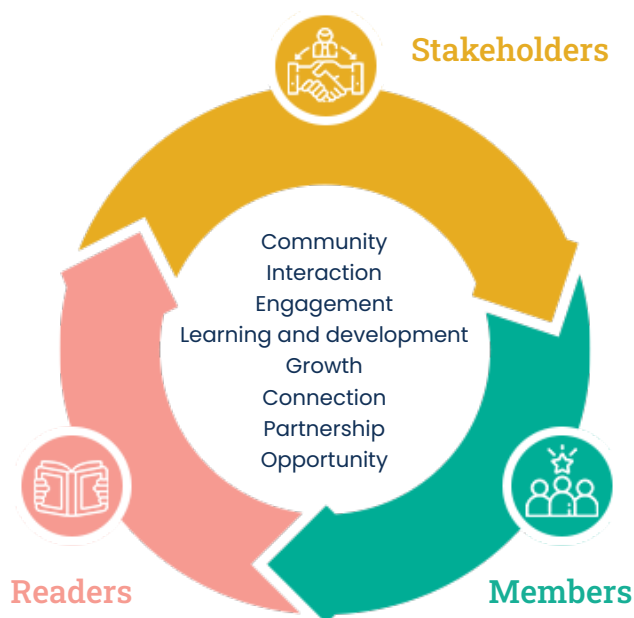 Stakeholders
Community
Interaction
Engagement
Learning and development
Growth
Connection
Partnership
Opportunity
Readers
Members